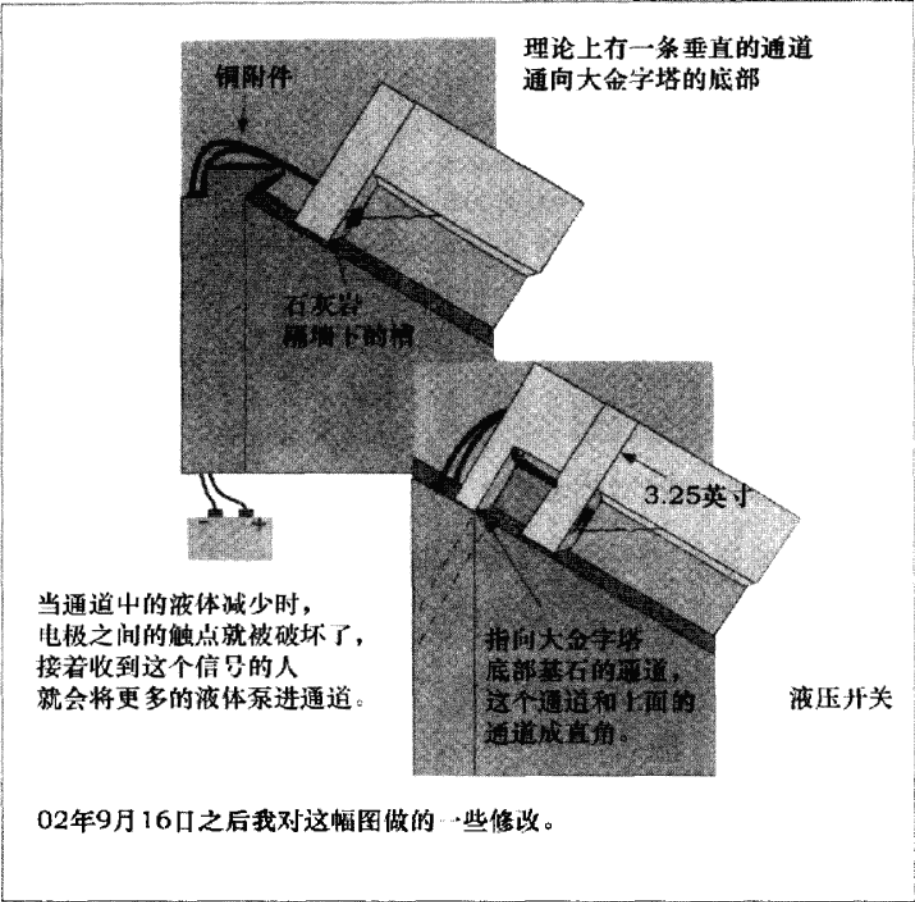 理论上有一条垂直的通道
通向大金字塔的底部
铜附件
石灰岩
隔墙下的槽
3.25英寸
- +
当通道中的液体减少时，
电极之间的触点就被破坏了，
接着收到这个信号的人
就会将更多的液体泵进通道。
指向大金字塔
底部基石的通道，
这个通道和上面的
通道成直角。
液压开关
02年9月16日之后我对这幅图做的一些修改。